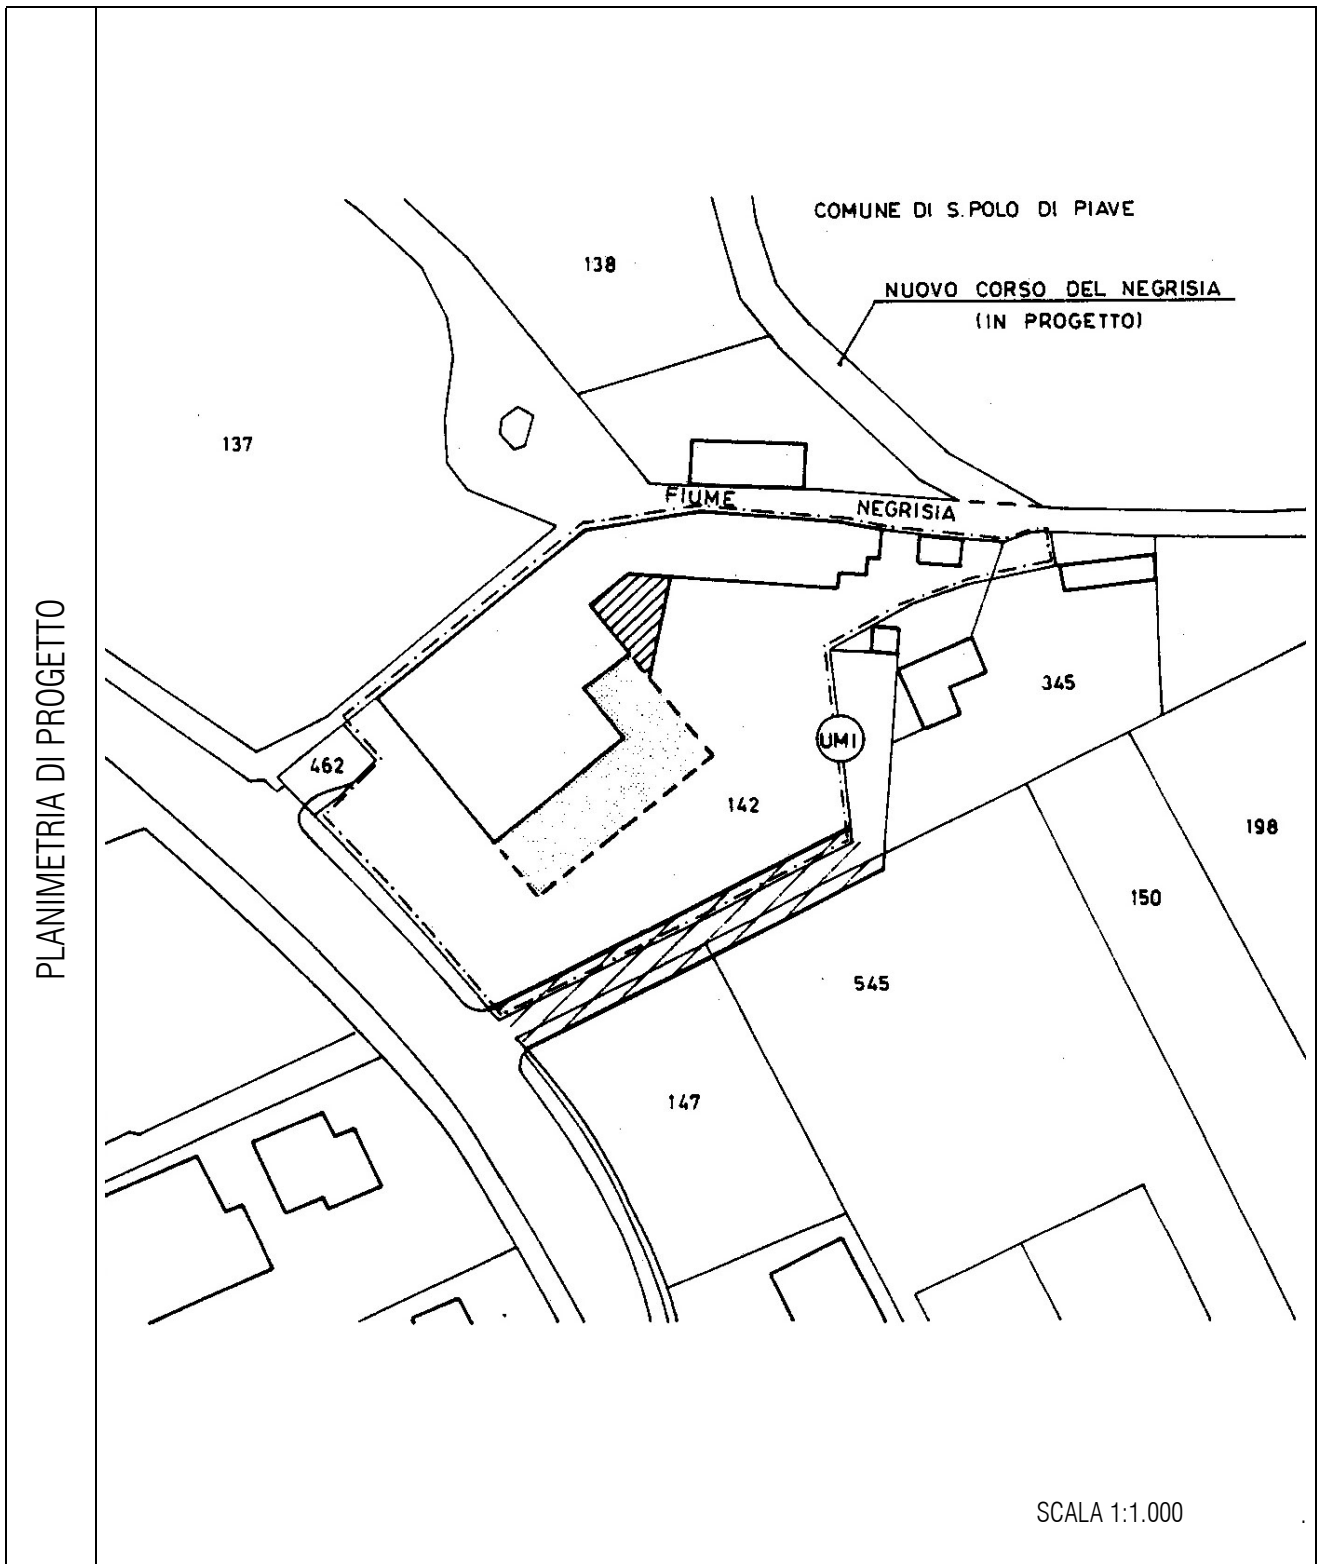 PLANIMETRIA DI PROGETTO
COMUNE DI S. POLO DI PIAVE
138
NUOVO CORSO DEL NEGRISIA
(IN PROGETTO)
137
FIUME NEGRISIA
345
UMI
462
142
198
150
545
147
SCALA 1:1.000